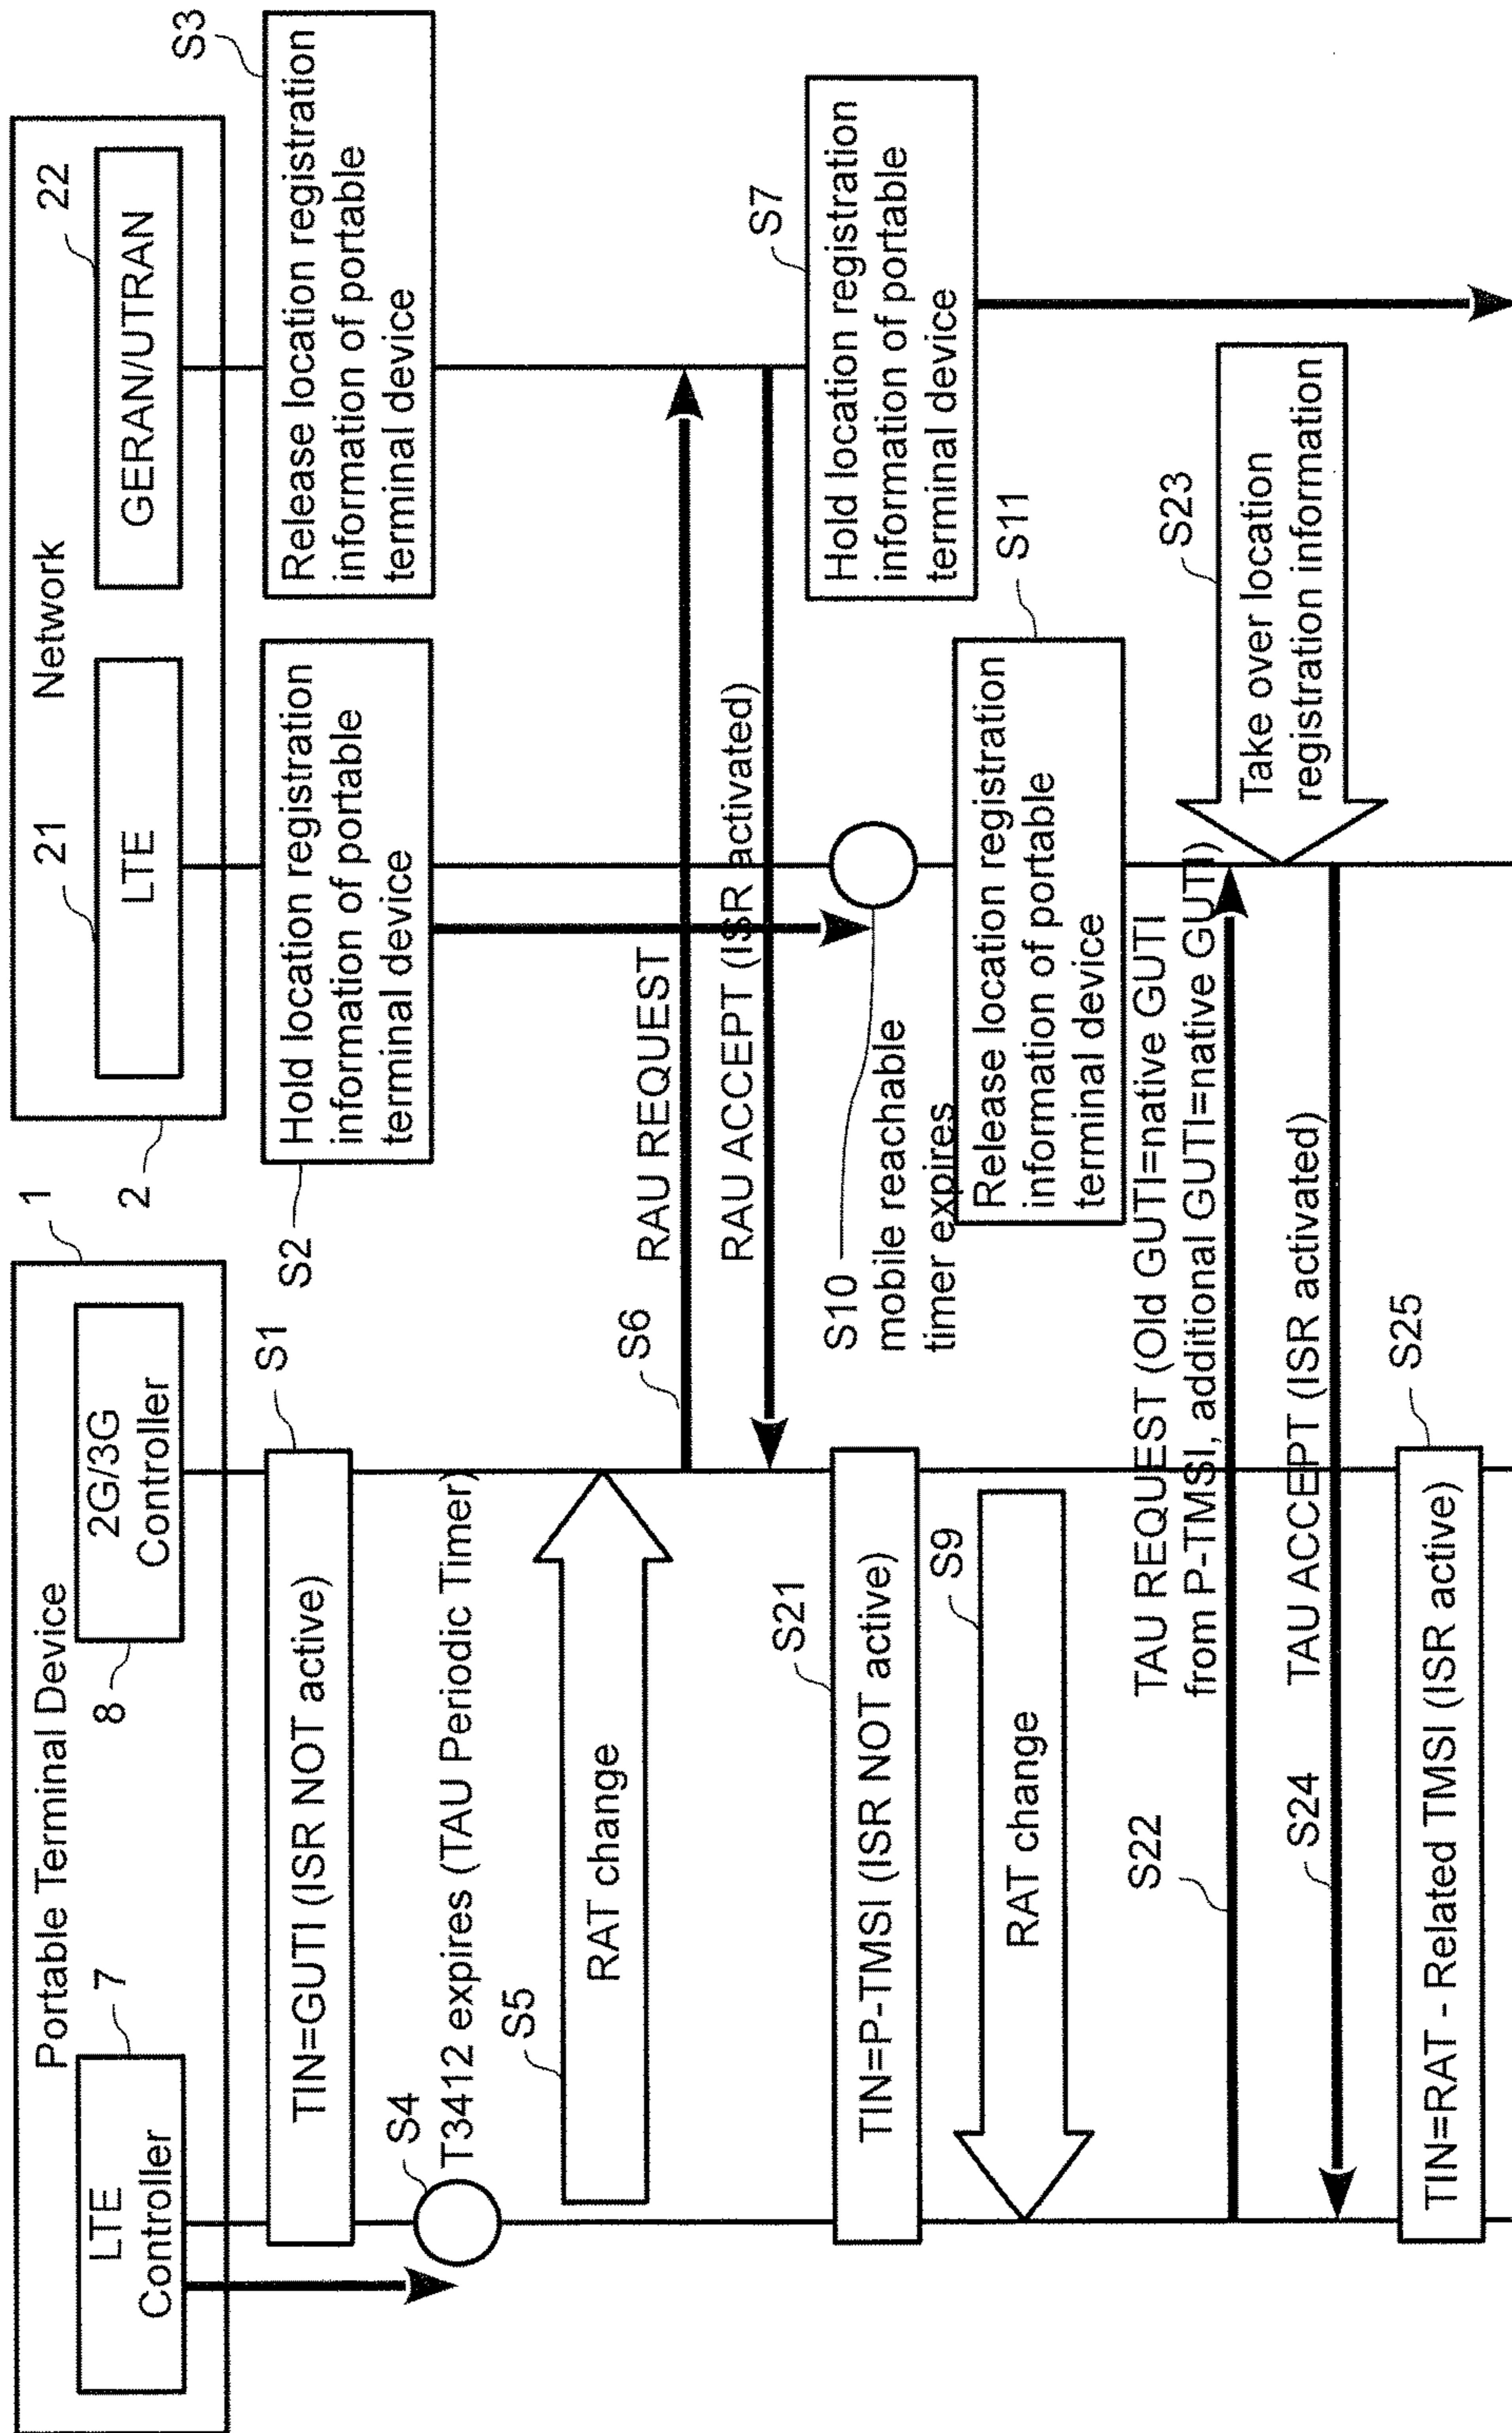 Portable Terminal Device
1
LTE
Controller
7
2G/3G
Controller
8
Network
2
LTE
21
GERAN/UTRAN
22
TIN=GUTI (ISR NOT active)
S1
Hold location registration
information of portable
terminal device
S2
Release location registration
information of portable
terminal device
S3
S4
T3412 expires (TAU Periodic Timer)
S5
RAT change
S6
RAU REQUEST
RAU ACCEPT (ISR activated)
Hold location registration
information of portable
terminal device
S7
TIN=P-TMSI (ISR NOT active)
S21
S10
mobile reachable
timer expires
RAT change
S9
Release location registration
information of portable
terminal device
S11
S22
TAU REQUEST (Old GUTI=native GUTI
from P-TMSI, additional GUTI=native GUTI)
Take over location
registration information
S23
S24
TAU ACCEPT (ISR activated)
TIN=RAT - Related TMSI (ISR active)
S25